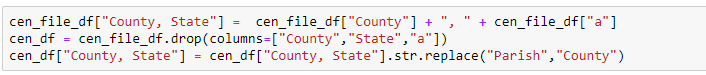 cen_file_df["County, State"] =  cen_file_df["County"] + ", " + cen_file_df["a"]
cen_df = cen_file_df.drop(columns=["County","State","a"])
cen_df["County, State"] = cen_df["County, State"].str.replace("Parish","County")